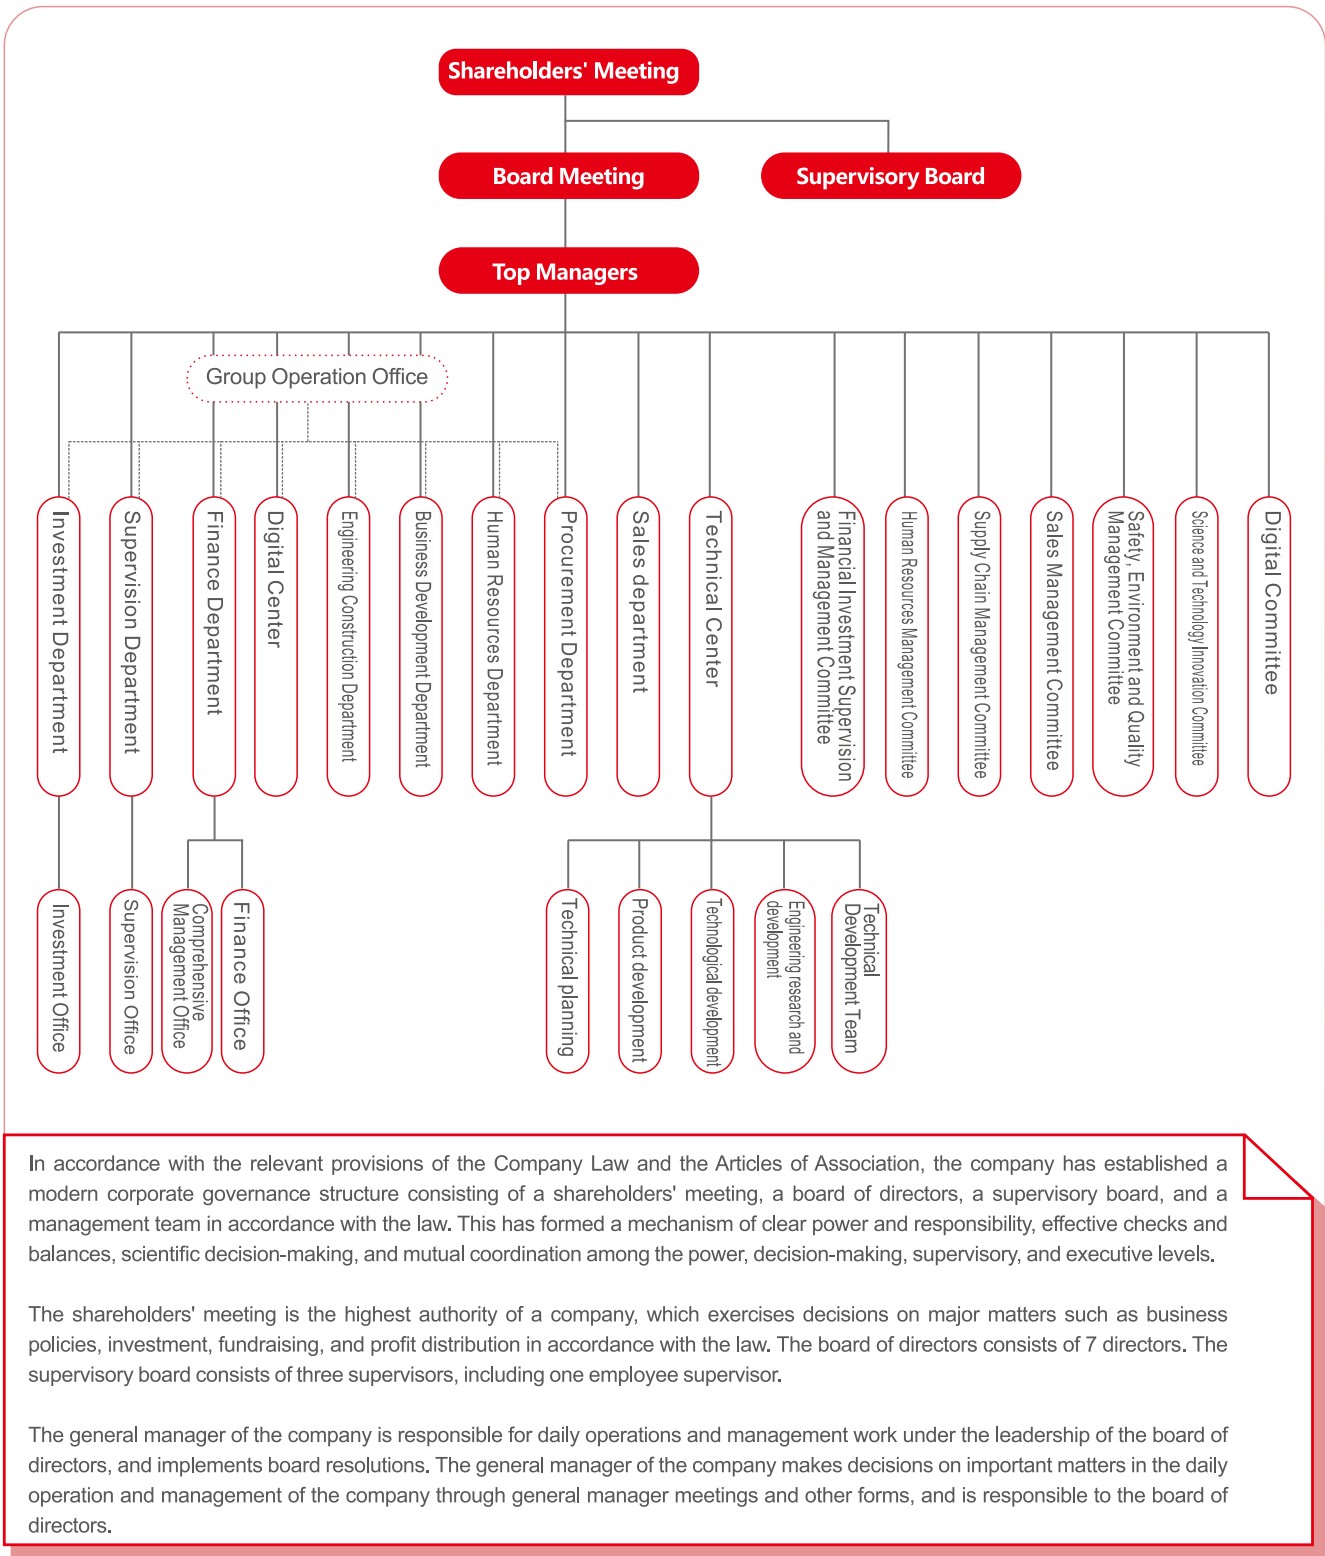 Shareholders' Meeting
Board Meeting
Supervisory Board
Top Managers
Group Operation Office
Investment Department
Supervision Department
Finance Department
Digital Center
Engineering Construction Department
Business Development Department
Human Resources Department
Procurement Department
Sales department
Technical Center
Financial Investment Supervision
and Management Committee
Human Resources Management Committee
Supply Chain Management Committee
Sales Management Committee
Safety, Environment and Quality
Management Committee
Science and Technology Innovation Committee
Digital Committee
Investment Office
Supervision Office
Comprehensive
Management Office
Finance Office
Technical planning
Product development
Technological development
Engineering research and
development
Technical
Development Team
In accordance with the relevant provisions of the Company Law and the Articles of Association, the company has established a
modern corporate governance structure consisting of a shareholders' meeting, a board of directors, a supervisory board, and a
management team in accordance with the law. This has formed a mechanism of clear power and responsibility, effective checks and
balances, scientific decision-making, and mutual coordination among the power, decision-making, supervisory, and executive levels.
The shareholders' meeting is the highest authority of a company, which exercises decisions on major matters such as business
policies, investment, fundraising, and profit distribution in accordance with the law. The board of directors consists of 7 directors. The
supervisory board consists of three supervisors, including one employee supervisor.
The general manager of the company is responsible for daily operations and management work under the leadership of the board of
directors, and implements board resolutions. The general manager of the company makes decisions on important matters in the daily
operation and management of the company through general manager meetings and other forms, and is responsible to the board of
directors.